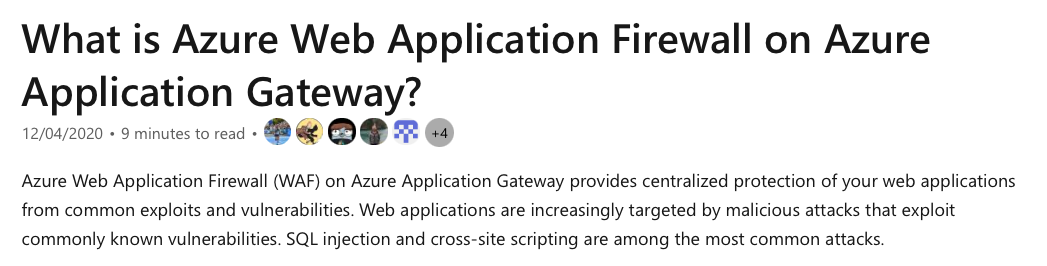 What is Azure Web Application Firewall on Azure
Application Gateway?
12/04/2020 • 9 minutes to read • +4
Azure Web Application Firewall (WAF) on Azure Application Gateway provides centralized protection of your web applications
from common exploits and vulnerabilities. Web applications are increasingly targeted by malicious attacks that exploit
commonly known vulnerabilities. SQL injection and cross-site scripting are among the most common attacks.